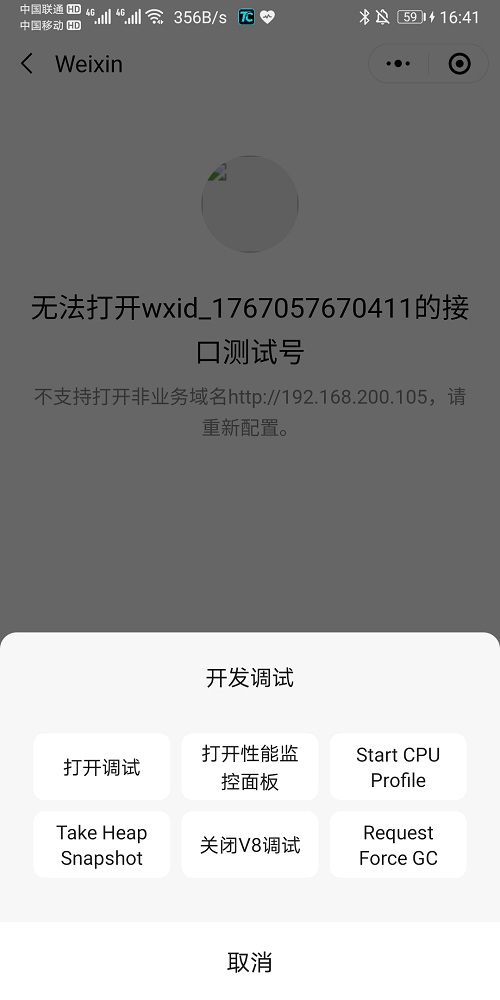 中国联通 HD 4G 4G 356B/s TC 59 16:41
中国移动 HD
Weixin
无法打开wxid_1767057670411的接
口测试号
不支持打开非业务域名http://192.168.200.105，请
重新配置。
开发调试
打开调试
打开性能监
控面板
Start CPU
Profile
Take Heap
Snapshot
关闭V8调试
Request
Force GC
取消